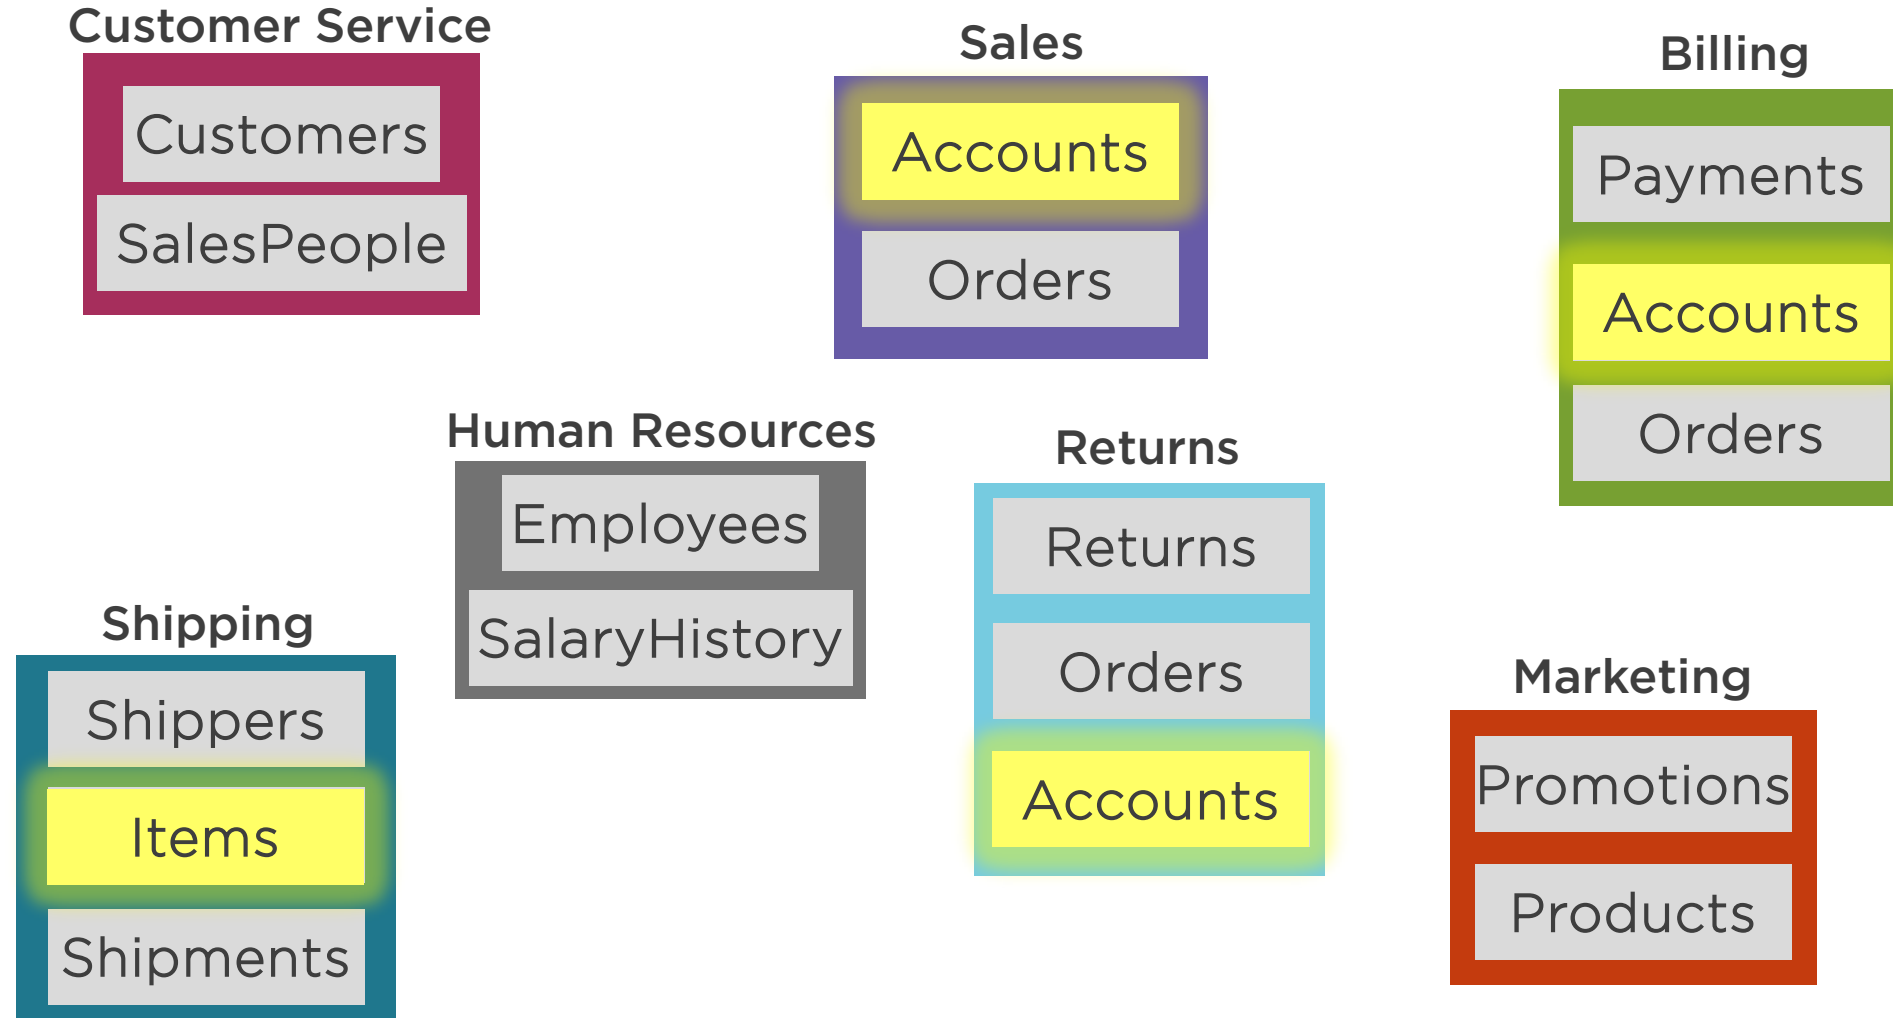 Customer Service
Customers
SalesPeople
Sales
Accounts
Orders
Billing
Payments
Accounts
Orders
Human Resources
Employees
SalaryHistory
Returns
Returns
Orders
Accounts
Shipping
Shippers
Items
Shipments
Marketing
Promotions
Products